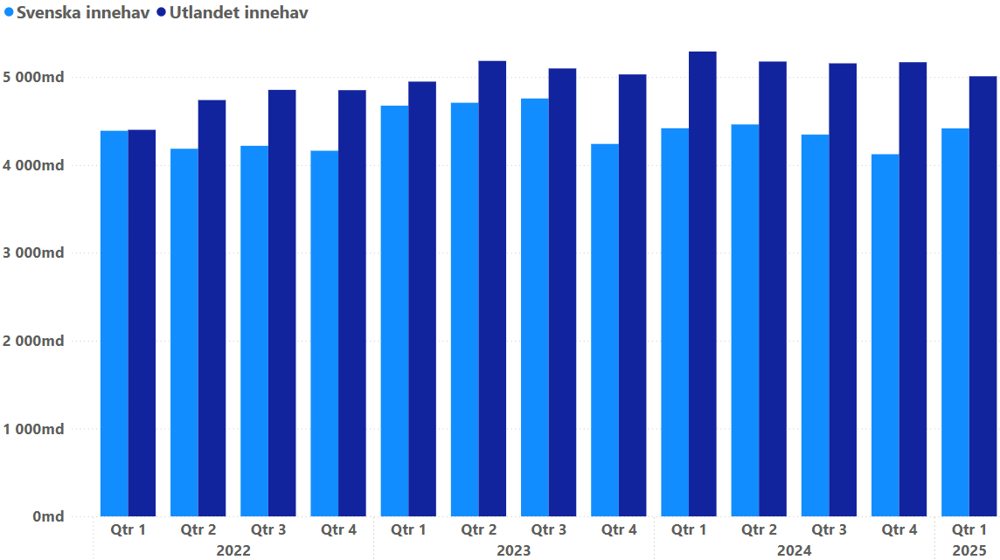 Svenska innehav Utlandet innehav
5 000md
4 000md
3 000md
2 000md
1 000md
0md
Qtr 1 Qtr 2 Qtr 3 Qtr 4 Qtr 1 Qtr 2 Qtr 3 Qtr 4 Qtr 1 Qtr 2 Qtr 3 Qtr 4 Qtr 1
2022 2023 2024 2025